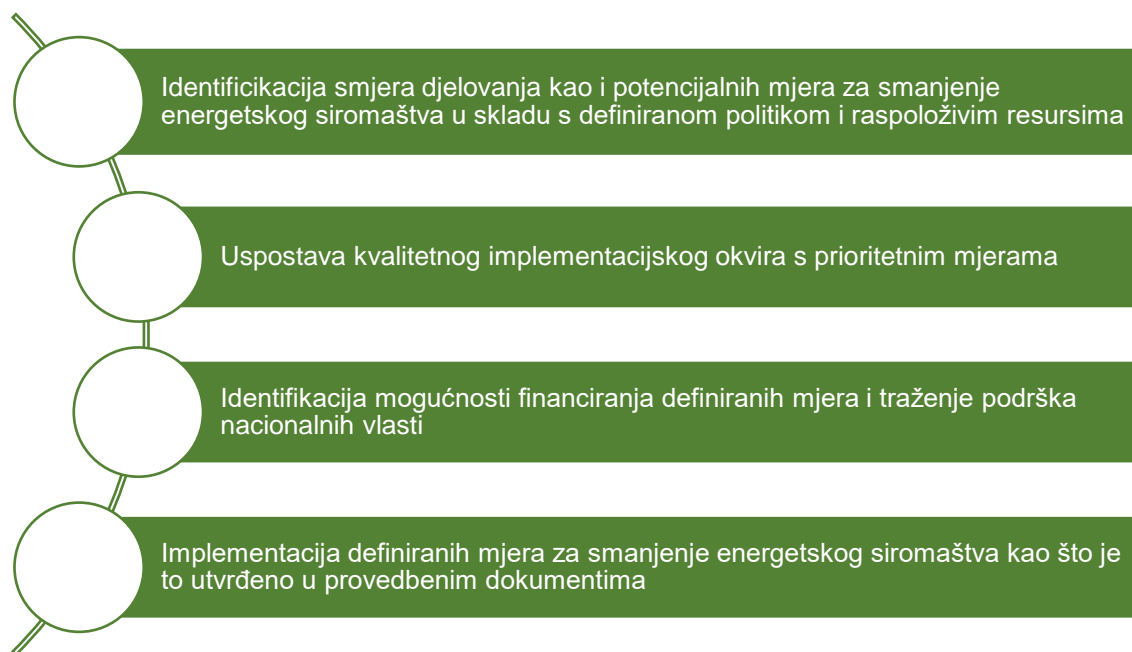 Identificikacija smjera djelovanja kao i potencijalnih mjera za smanjenje
energetskog siromaštva u skladu s definiranom politikom i raspoloživim resursima
Uspostava kvalitetnog implementacijskog okvira s prioritetnim mjerama
Identifikacija mogućnosti financiranja definiranih mjera i traženje podrška
nacionalnih vlasti
Implementacija definiranih mjera za smanjenje energetskog siromaštva kao što je
to utvrđeno u provedbenim dokumentima